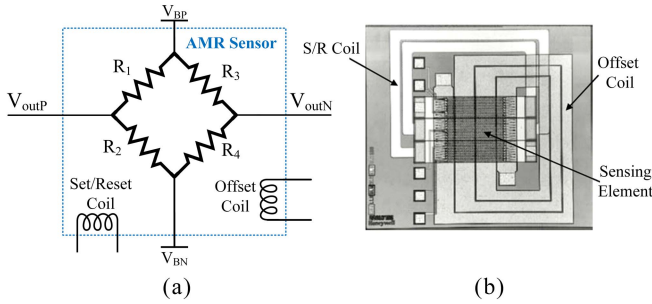 V_BP
AMR Sensor
R_1
R_3
V_outP
V_outN
R_2
R_4
Set/Reset
Coil
Offset
Coil
V_BN
(a)
S/R Coil
Offset
Coil
Sensing
Element
Honeywell
(b)